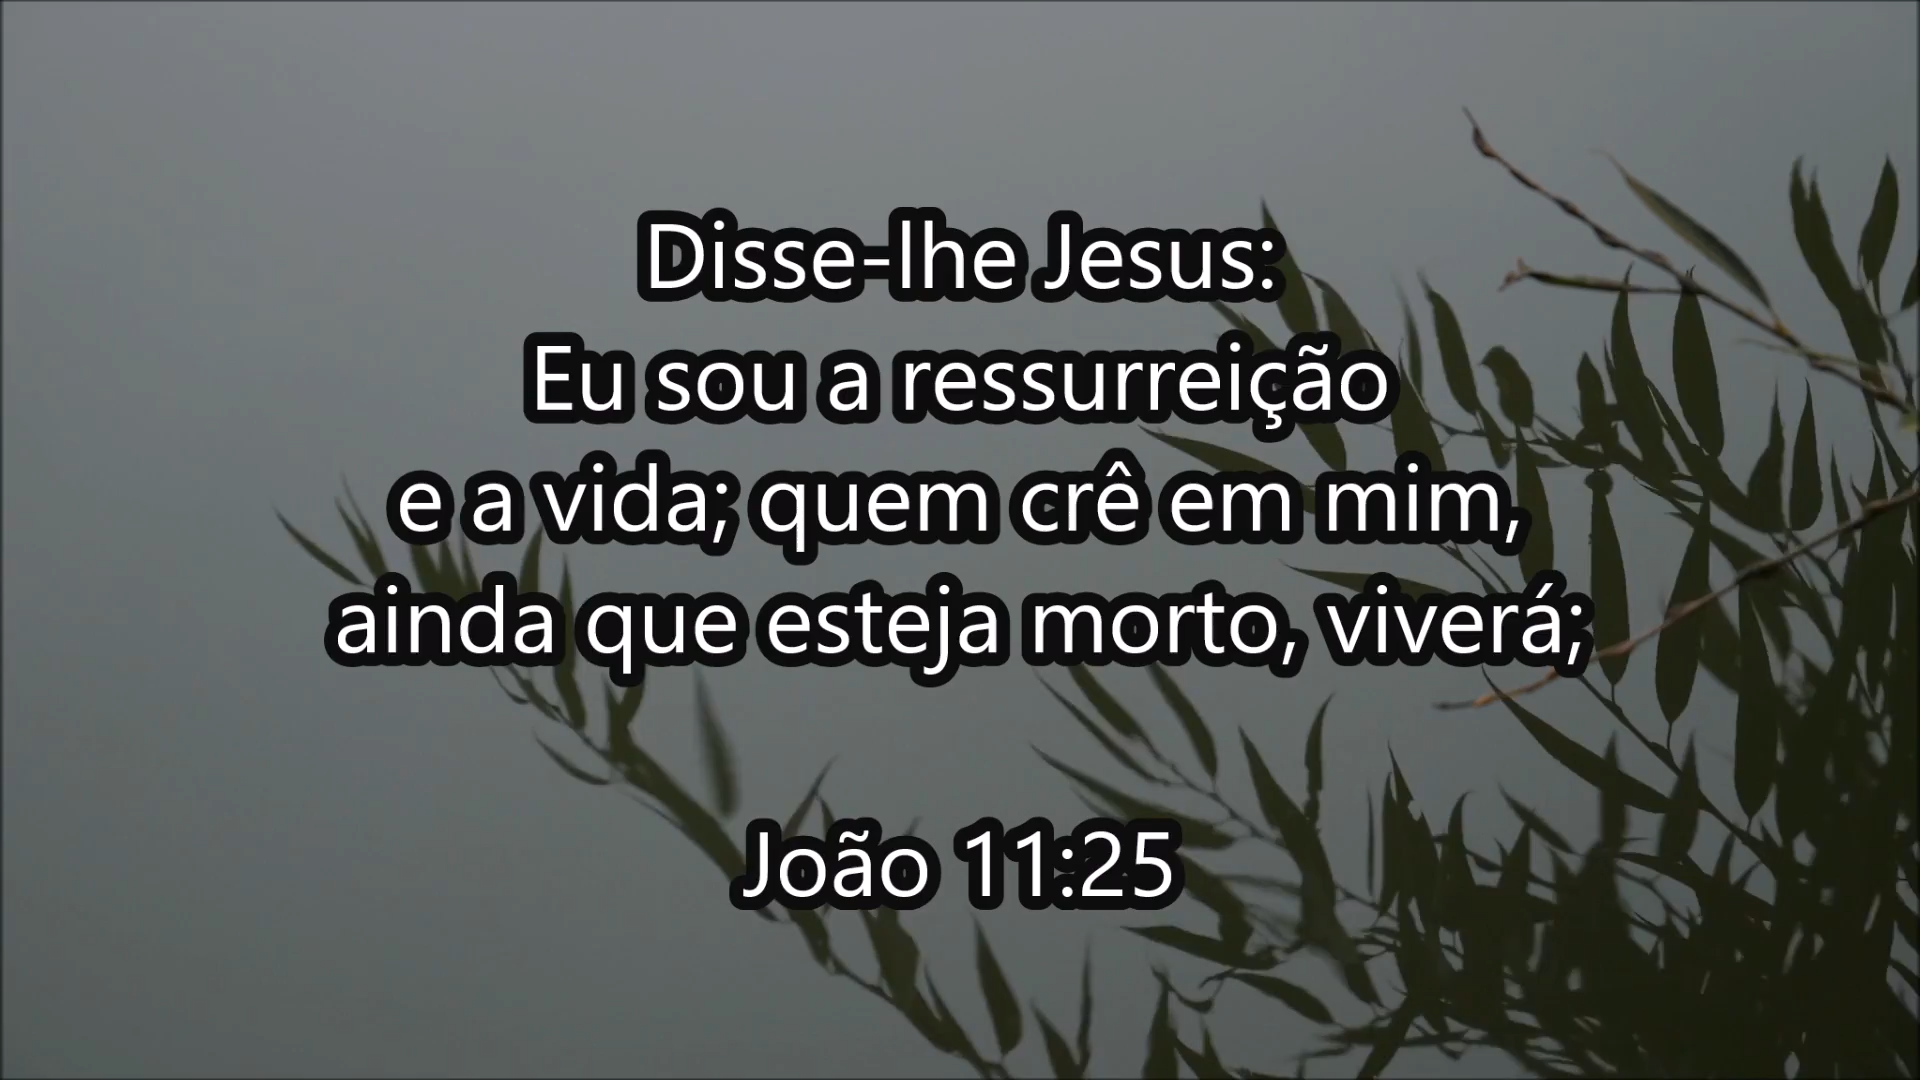 Disse-lhe Jesus:
Eu sou a ressurreição
e a vida; quem crê em mim,
ainda que esteja morto, viverá;
João 11:25